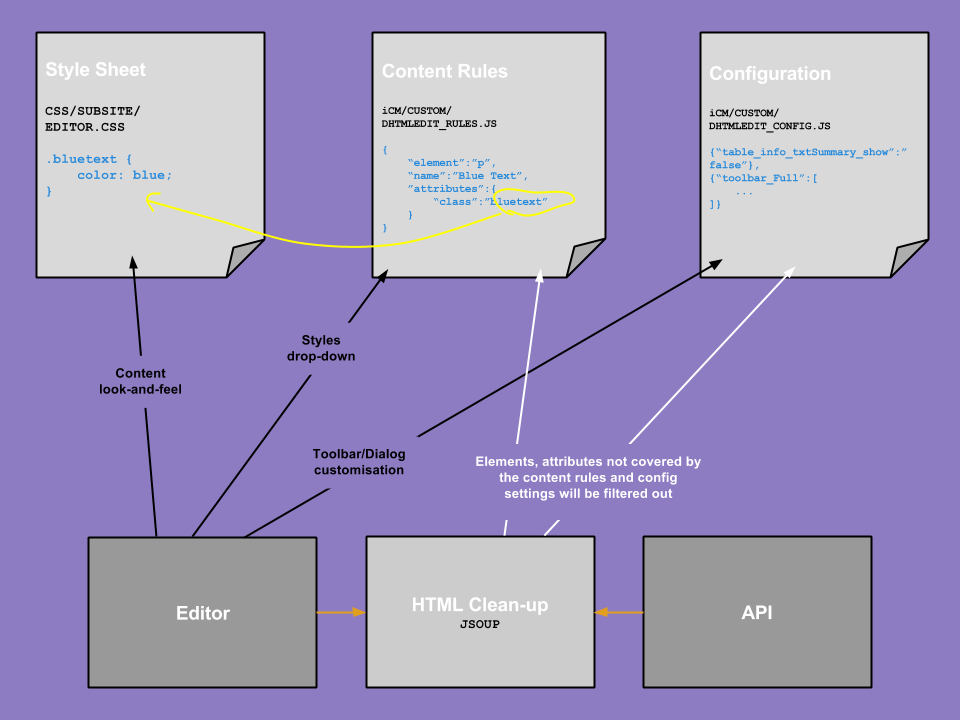 Style Sheet
CSS/SUBSITE/
EDITOR.CSS
.bluetext {
color: blue;
}
Content Rules
iCM/CUSTOM/
DHTMLEDIT_RULES.JS
{
“element”:”p”,
“name”:”Blue Text”,
”attributes”:{
“class”:”bluetext”
}
}
Configuration
iCM/CUSTOM/
DHTMLEDIT_CONFIG.JS
{“table_info_txtSummary_show”:”
false”},
{“toolbar_Full”:[
...
]}
Content
look-and-feel
Styles
drop-down
Toolbar/Dialog
customisation
Elements, attributes not covered by
the content rules and config
settings will be filtered out
Editor
HTML Clean-up
JSOUP
API